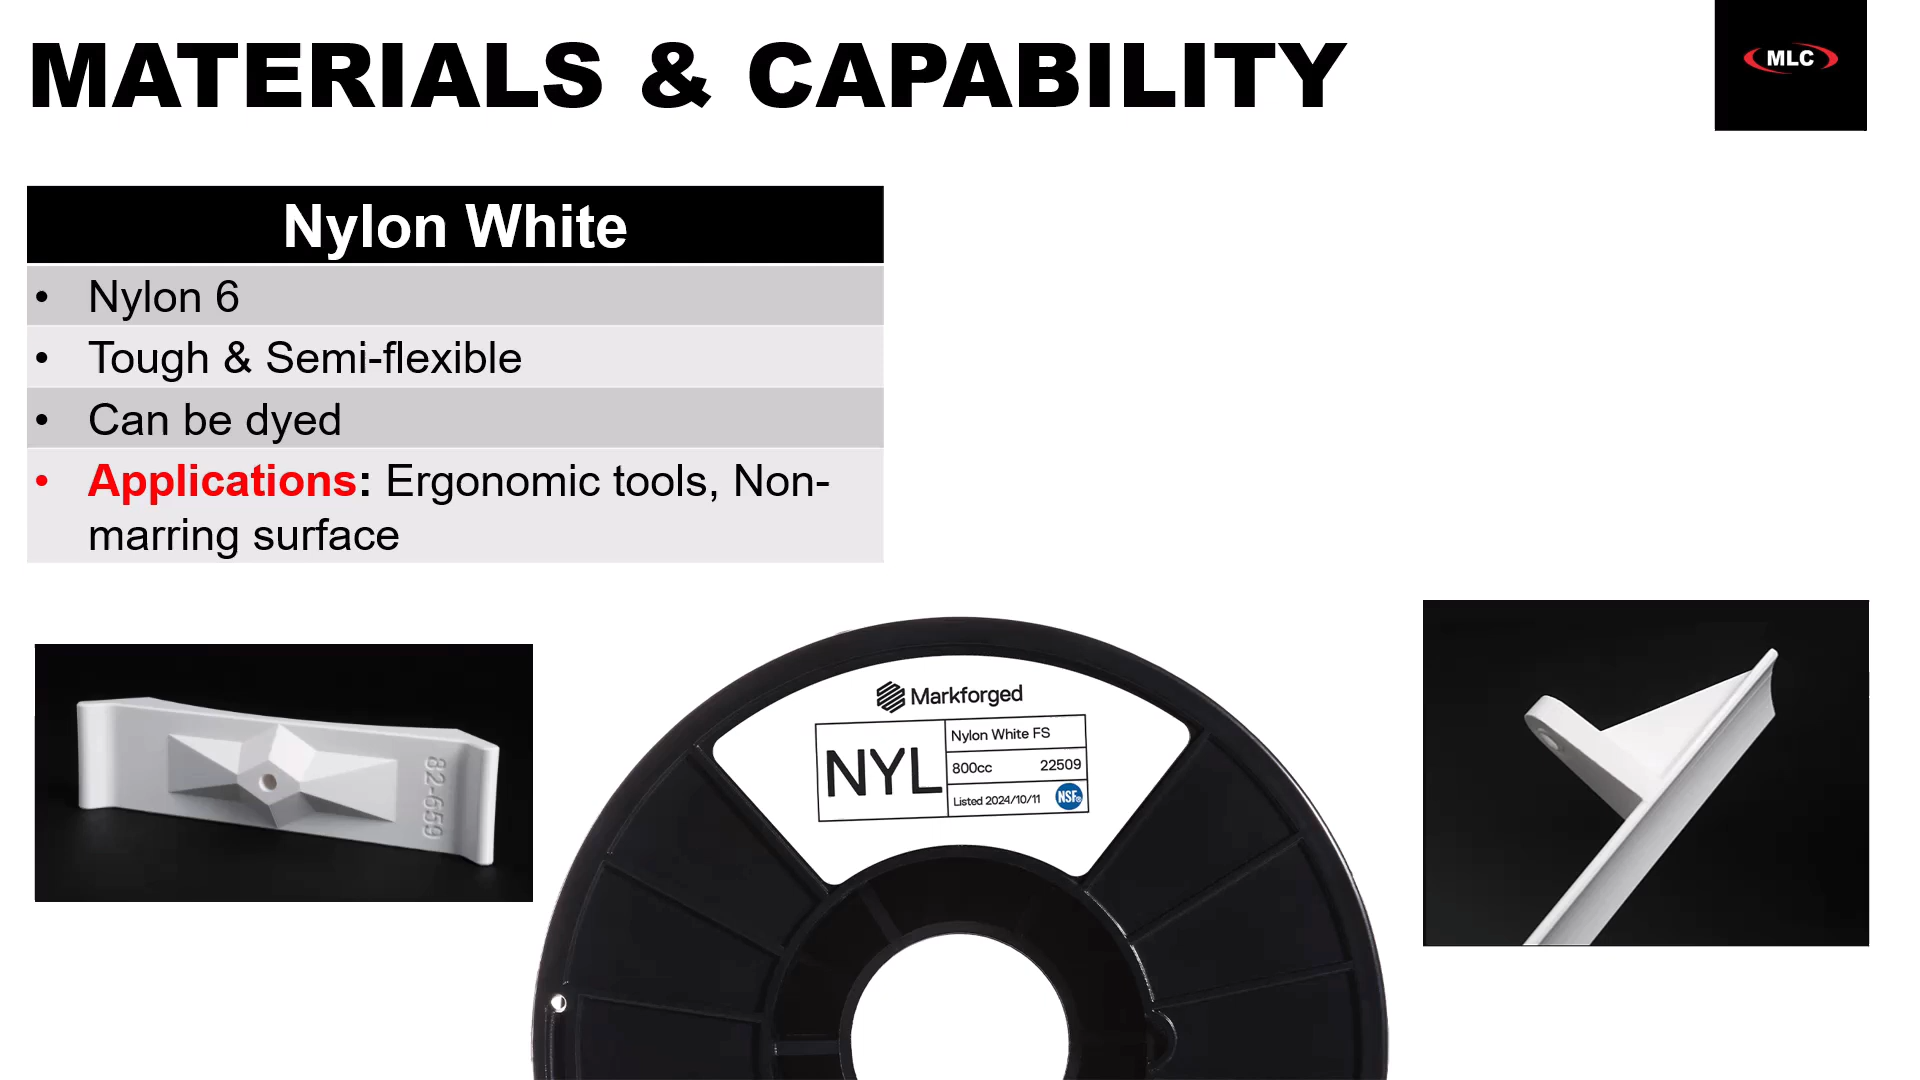 MATERIALS & CAPABILITY
MLC
Nylon White
• Nylon 6
• Tough & Semi-flexible
• Can be dyed
• Applications: Ergonomic tools, Non-
marring surface
82-659
Markforged
NYL
Nylon White FS
800cc 22509
Listed 2024/10/11 NSF®